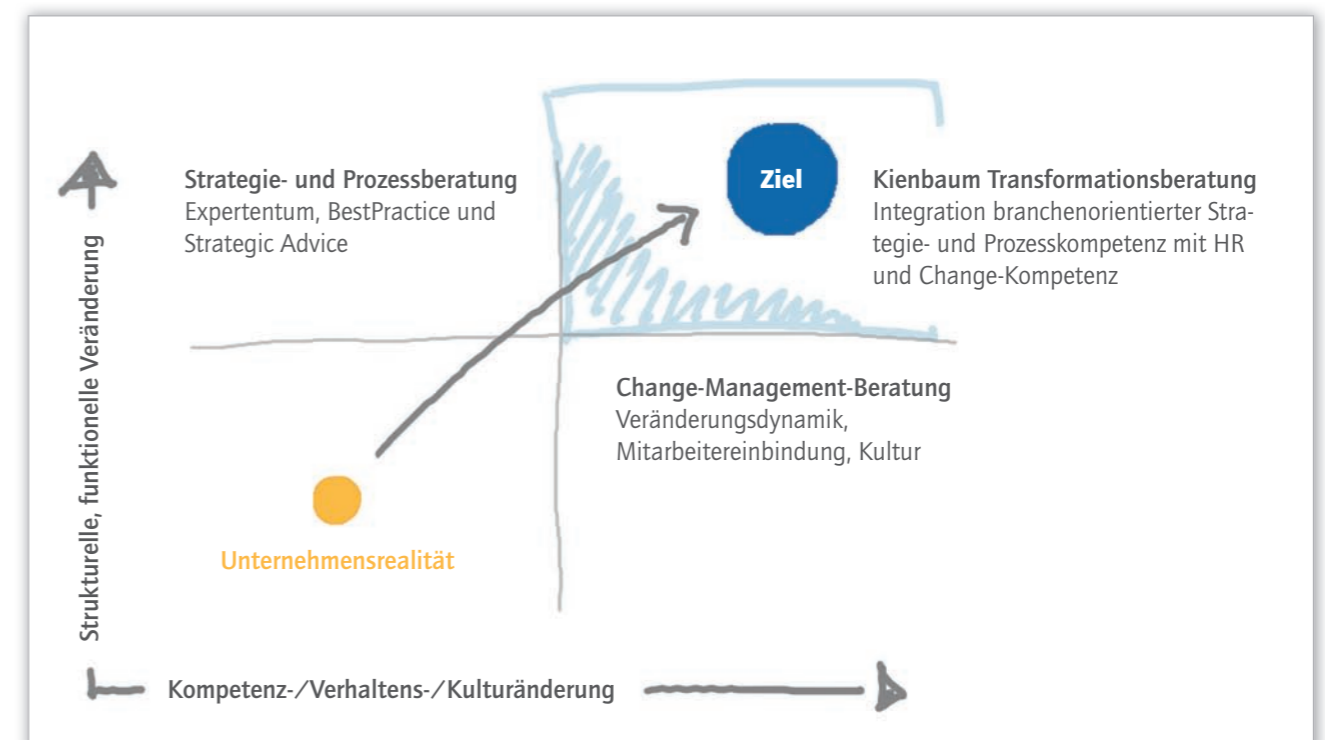 Strategie- und Prozessberatung
Expertentum, BestPractice und
Strategic Advice
Ziel
Kienbaum Transformationsberatung
Integration branchenorientierter Stra-
tegie- und Prozesskompetenz mit HR
und Change-Kompetenz
Strukturelle, funktionelle Veränderung
Change-Management-Beratung
Veränderungsdynamik,
Mitarbeitereinbindung, Kultur
Unternehmensrealität
Kompetenz-/Verhaltens-/Kulturänderung